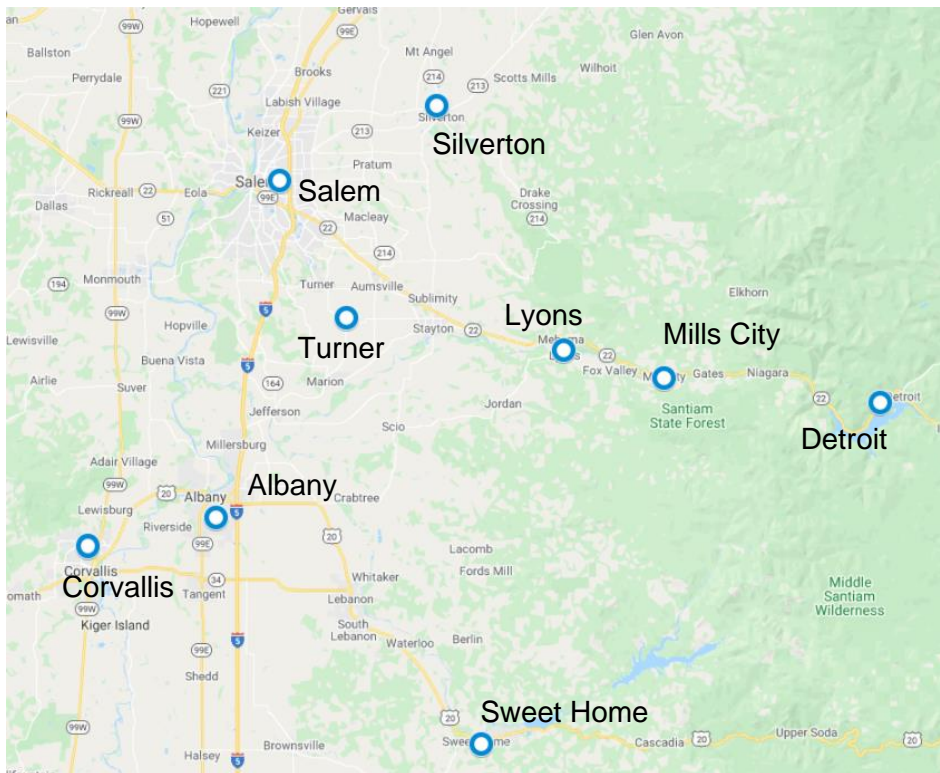 Hopewell
Gervais
99W
99E
Glen Avon
Ballston
Mt Angel
Wilhoit
Brooks
Perrydale
221
214
213
Scotts Mills
Labish Village
99W
Silverton
Keizer
213
Silverton
Pratum
Salem
99E
Salem
Rickreall
22
Eola
Drake
Crossing
Dallas
51
22
Macleay
214
214
194
Monmouth
Turner
Aumsville
Elkhorn
99W
5
Sublimity
Lyons
Hopville
Stayton
22
Mehama
Lyons
Mills City
Lewisville
Turner
22
Buena Vista
5
Fox Valley
Gates
Niagara
Airlie
Suver
164
Marion
22
Detroit
Jefferson
Jordan
Santiam
State Forest
Scio
Detroit
Millersburg
Adair Village
99W
20
Albany
Albany
Crabtree
Lewisburg
5
Riverside
99E
20
Lacomb
Corvallis
Fords Mill
34
Whitaker
Corvallis
Tangent
Middle
Santiam
Wilderness
99W
Lebanon
Kiger Island
South
Lebanon
5
Waterloo
Berlin
99E
Shedd
Sweet Home
20
Upper Soda
99W
Brownsville
Cascadia
20
20
Halsey
5